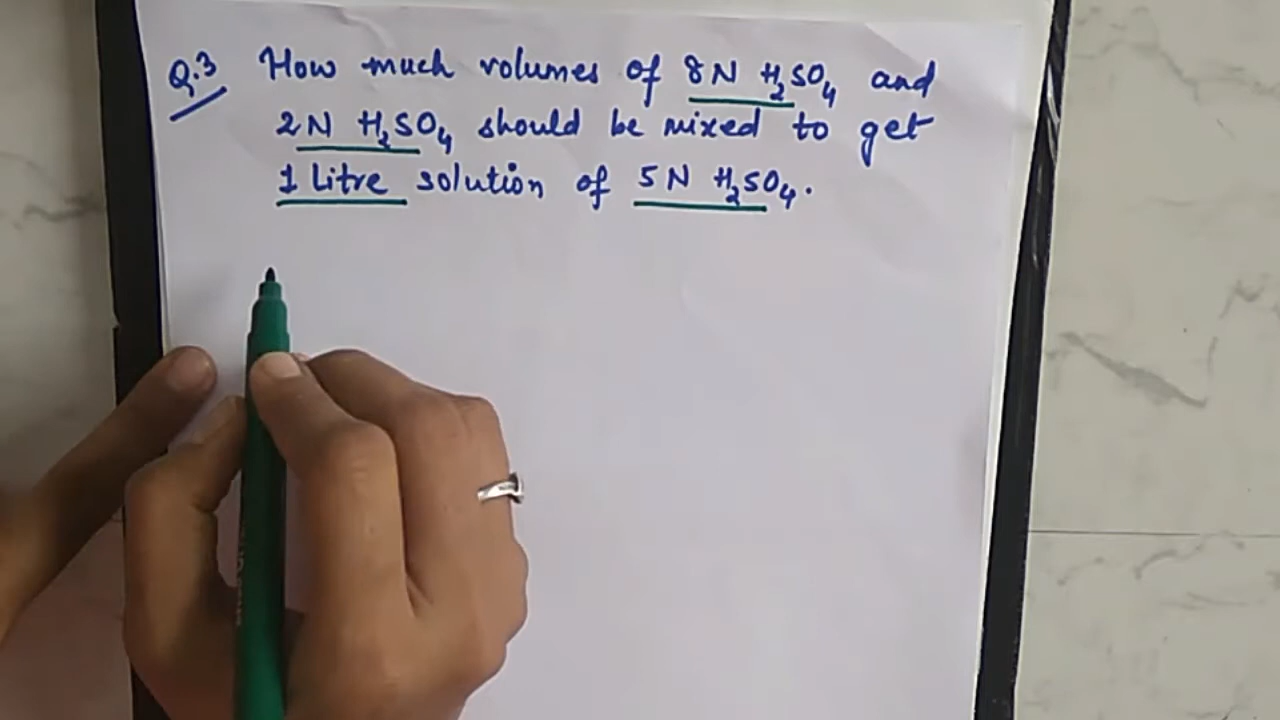 Q.3 How much volumes of 8N H₂SO₄ and
2N H₂SO₄ should be mixed to get
1 Litre solution of 5N H₂SO₄.